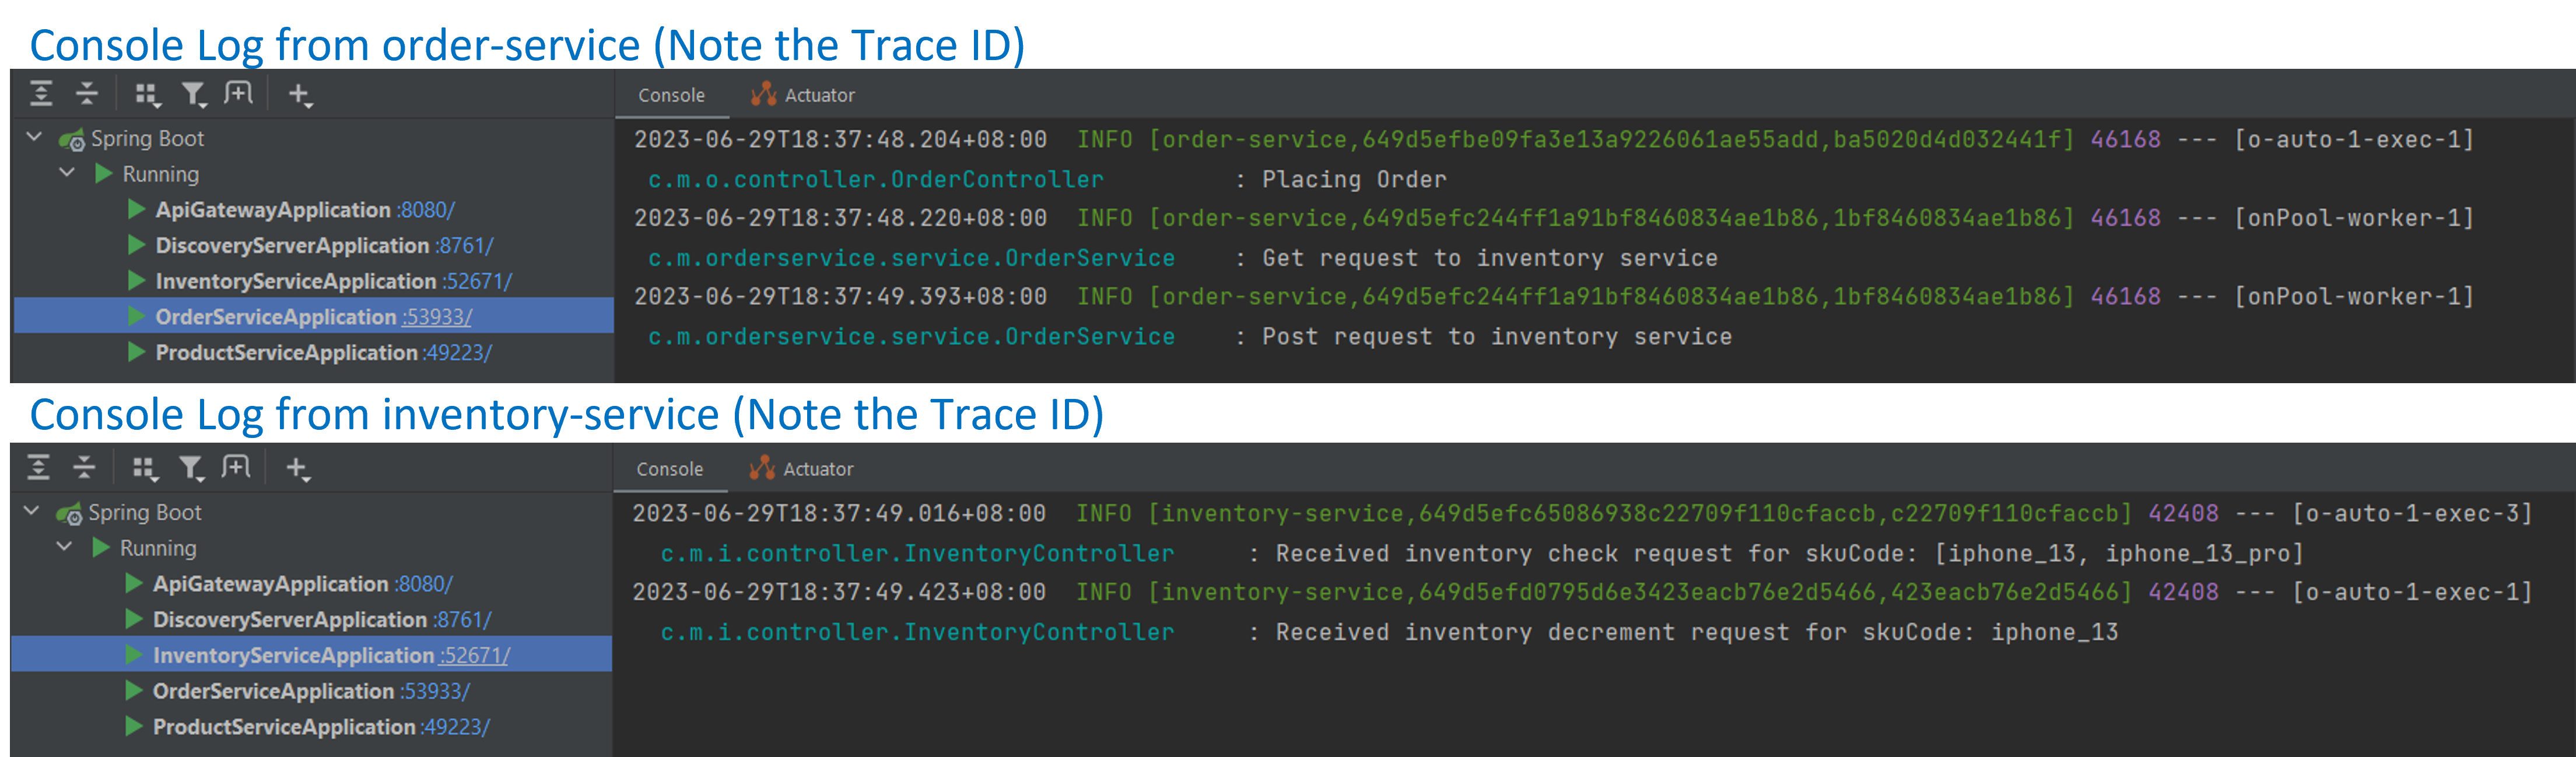 Console Log from order-service (Note the Trace ID)
Console Actuator
Spring Boot
Running
ApiGatewayApplication :8080/
DiscoveryServerApplication :8761/
InventoryServiceApplication :52671/
OrderServiceApplication :53933/
ProductServiceApplication :49223/
2023-06-29T18:37:48.204+08:00  INFO [order-service,649d5efbe09fa3e13a9226061ae55add,ba5020d4d032441f] 46168 --- [o-auto-1-exec-1]
c.m.o.controller.OrderController         : Placing Order
2023-06-29T18:37:48.220+08:00  INFO [order-service,649d5efc244ff1a91bf8460834ae1b86,1bf8460834ae1b86] 46168 --- [onPool-worker-1]
c.m.orderservice.service.OrderService    : Get request to inventory service
2023-06-29T18:37:49.393+08:00  INFO [order-service,649d5efc244ff1a91bf8460834ae1b86,1bf8460834ae1b86] 46168 --- [onPool-worker-1]
c.m.orderservice.service.OrderService    : Post request to inventory service
Console Log from inventory-service (Note the Trace ID)
Console Actuator
Spring Boot
Running
ApiGatewayApplication :8080/
DiscoveryServerApplication :8761/
InventoryServiceApplication :52671/
OrderServiceApplication :53933/
ProductServiceApplication :49223/
2023-06-29T18:37:49.016+08:00  INFO [inventory-service,649d5efc65086938c22709f110cfaccb,c22709f110cfaccb] 42408 --- [o-auto-1-exec-3]
c.m.i.controller.InventoryController     : Received inventory check request for skuCode: [iphone_13, iphone_13_pro]
2023-06-29T18:37:49.423+08:00  INFO [inventory-service,649d5efd0795d6e3423eacb76e2d5466,423eacb76e2d5466] 42408 --- [o-auto-1-exec-1]
c.m.i.controller.InventoryController     : Received inventory decrement request for skuCode: iphone_13